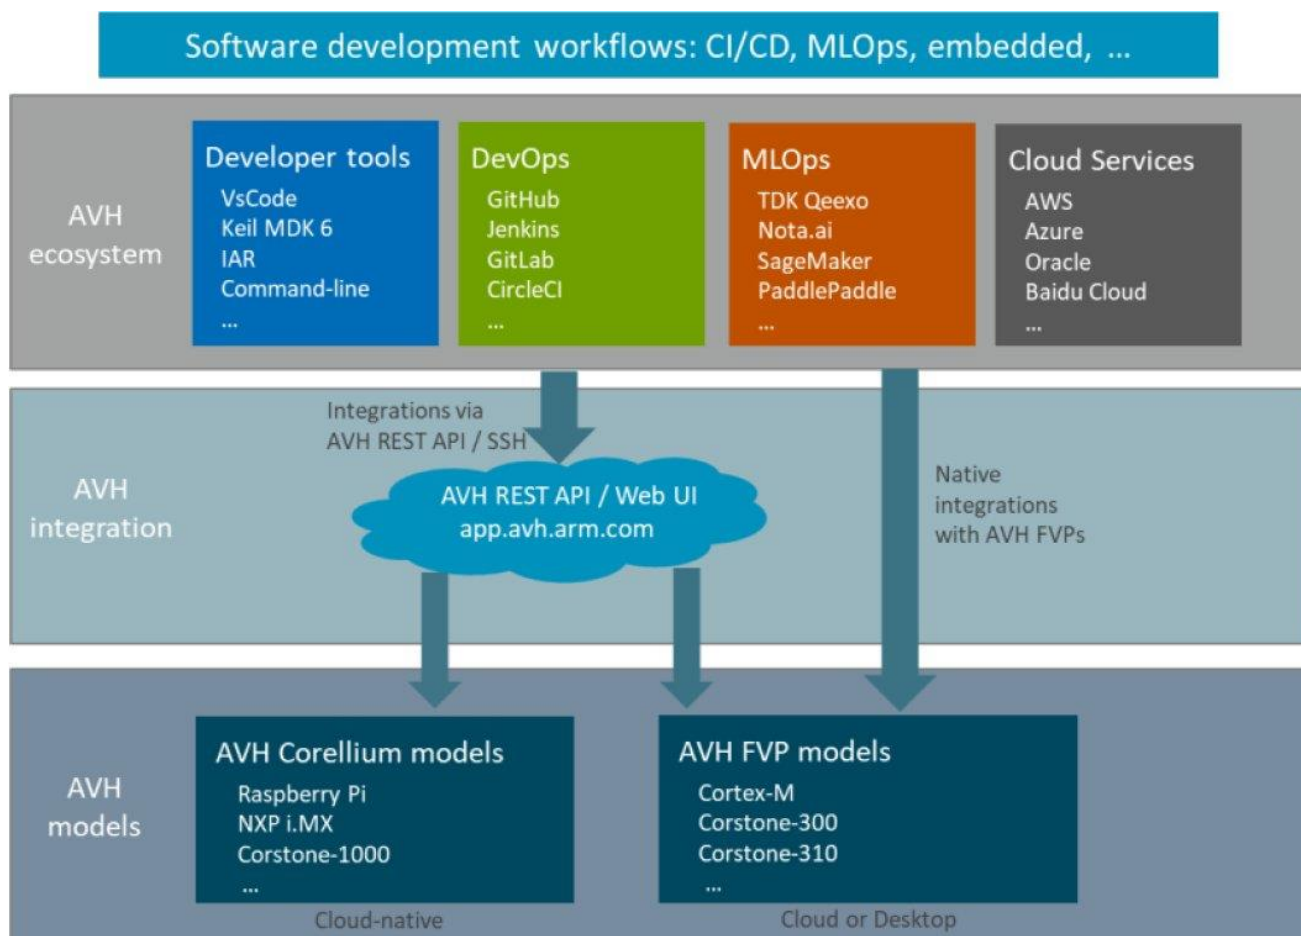 Software development workflows: CI/CD, MLOps, embedded, ...
AVH
ecosystem
Developer tools
VsCode
Keil MDK 6
IAR
Command-line
...
DevOps
GitHub
Jenkins
GitLab
CircleCI
...
MLOps
TDK Qeexo
Nota.ai
SageMaker
PaddlePaddle
...
Cloud Services
AWS
Azure
Oracle
Baidu Cloud
...
AVH
integration
Integrations via
AVH REST API / SSH
AVH REST API / Web UI
app.avh.arm.com
Native
integrations
with AVH FVPs
AVH
models
AVH Corellium models
Raspberry Pi
NXP i.MX
Corstone-1000
...
Cloud-native
AVH FVP models
Cortex-M
Corstone-300
Corstone-310
...
Cloud or Desktop